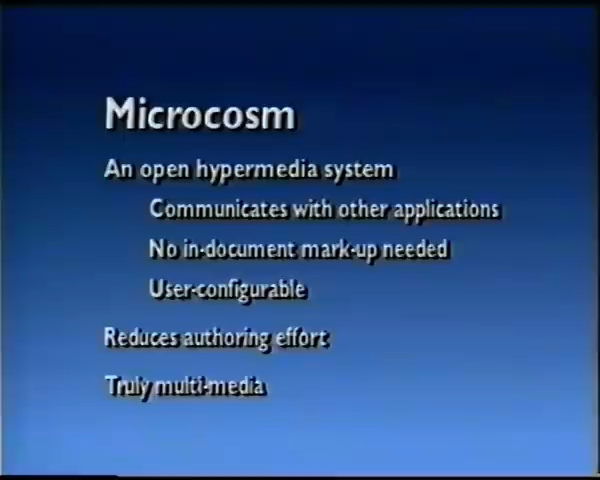 Microcosm
An open hypermedia system
Communicates with other applications
No in-document mark-up needed
User-configurable
Reduces authoring effort
Truly multi-media